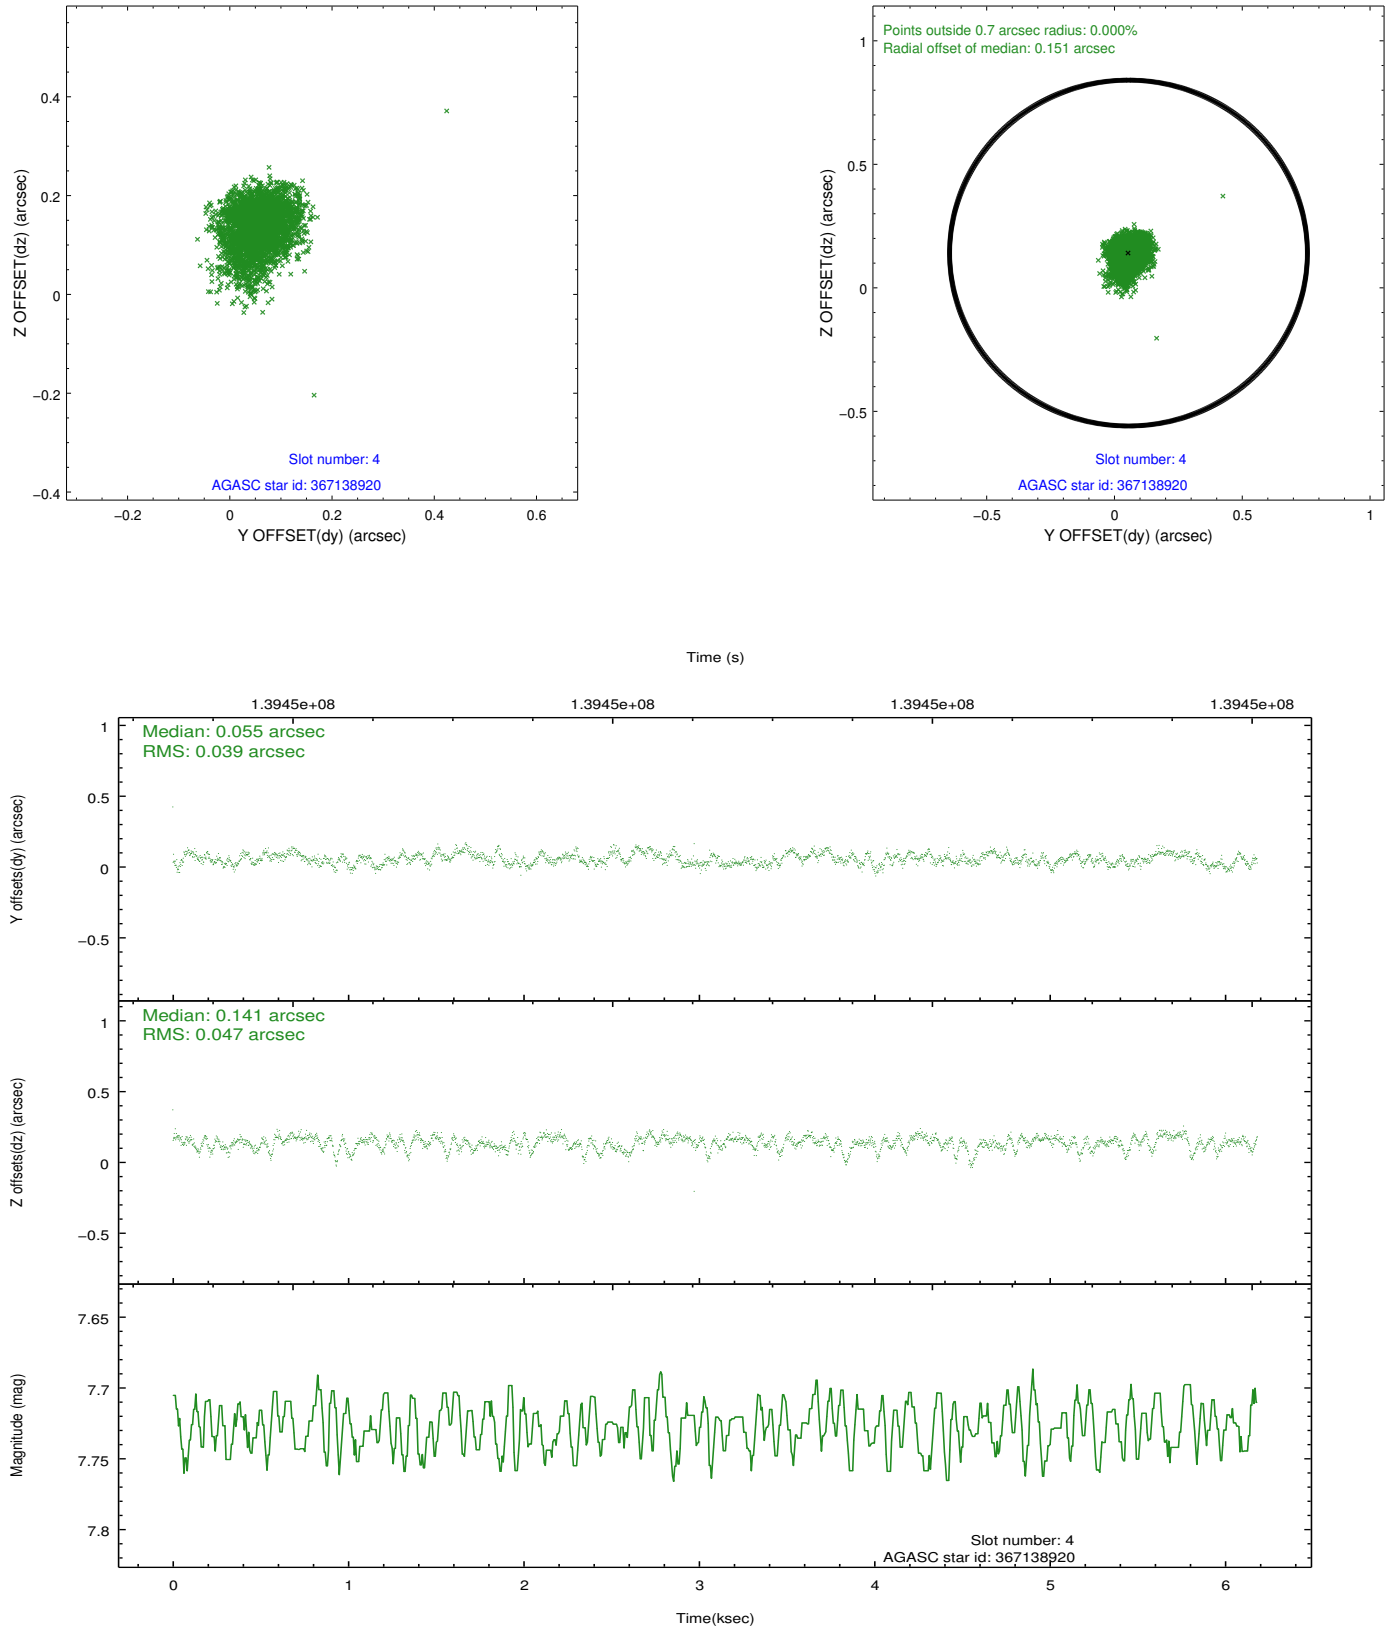 0.4
0.2
0
−0.2
−0.4
Z OFFSET(dz) (arcsec)
Slot number: 4
AGASC star id: 367138920
−0.2 0 0.2 0.4 0.6
Y OFFSET(dy) (arcsec)
Points outside 0.7 arcsec radius: 0.000%
Radial offset of median: 0.151 arcsec
1
0.5
0
−0.5
Z OFFSET(dz) (arcsec)
Slot number: 4
AGASC star id: 367138920
−0.5 0 0.5 1
Y OFFSET(dy) (arcsec)
Time (s)
1.3945e+08 1.3945e+08 1.3945e+08 1.3945e+08
Median: 0.055 arcsec
RMS: 0.039 arcsec
1
0.5
0
−0.5
Y offsets(dy) (arcsec)
Median: 0.141 arcsec
RMS: 0.047 arcsec
1
0.5
0
−0.5
Z offsets(dz) (arcsec)
7.65
7.7
7.75
7.8
Magnitude (mag)
Slot number: 4
AGASC star id: 367138920
0 1 2 3 4 5 6
Time(ksec)